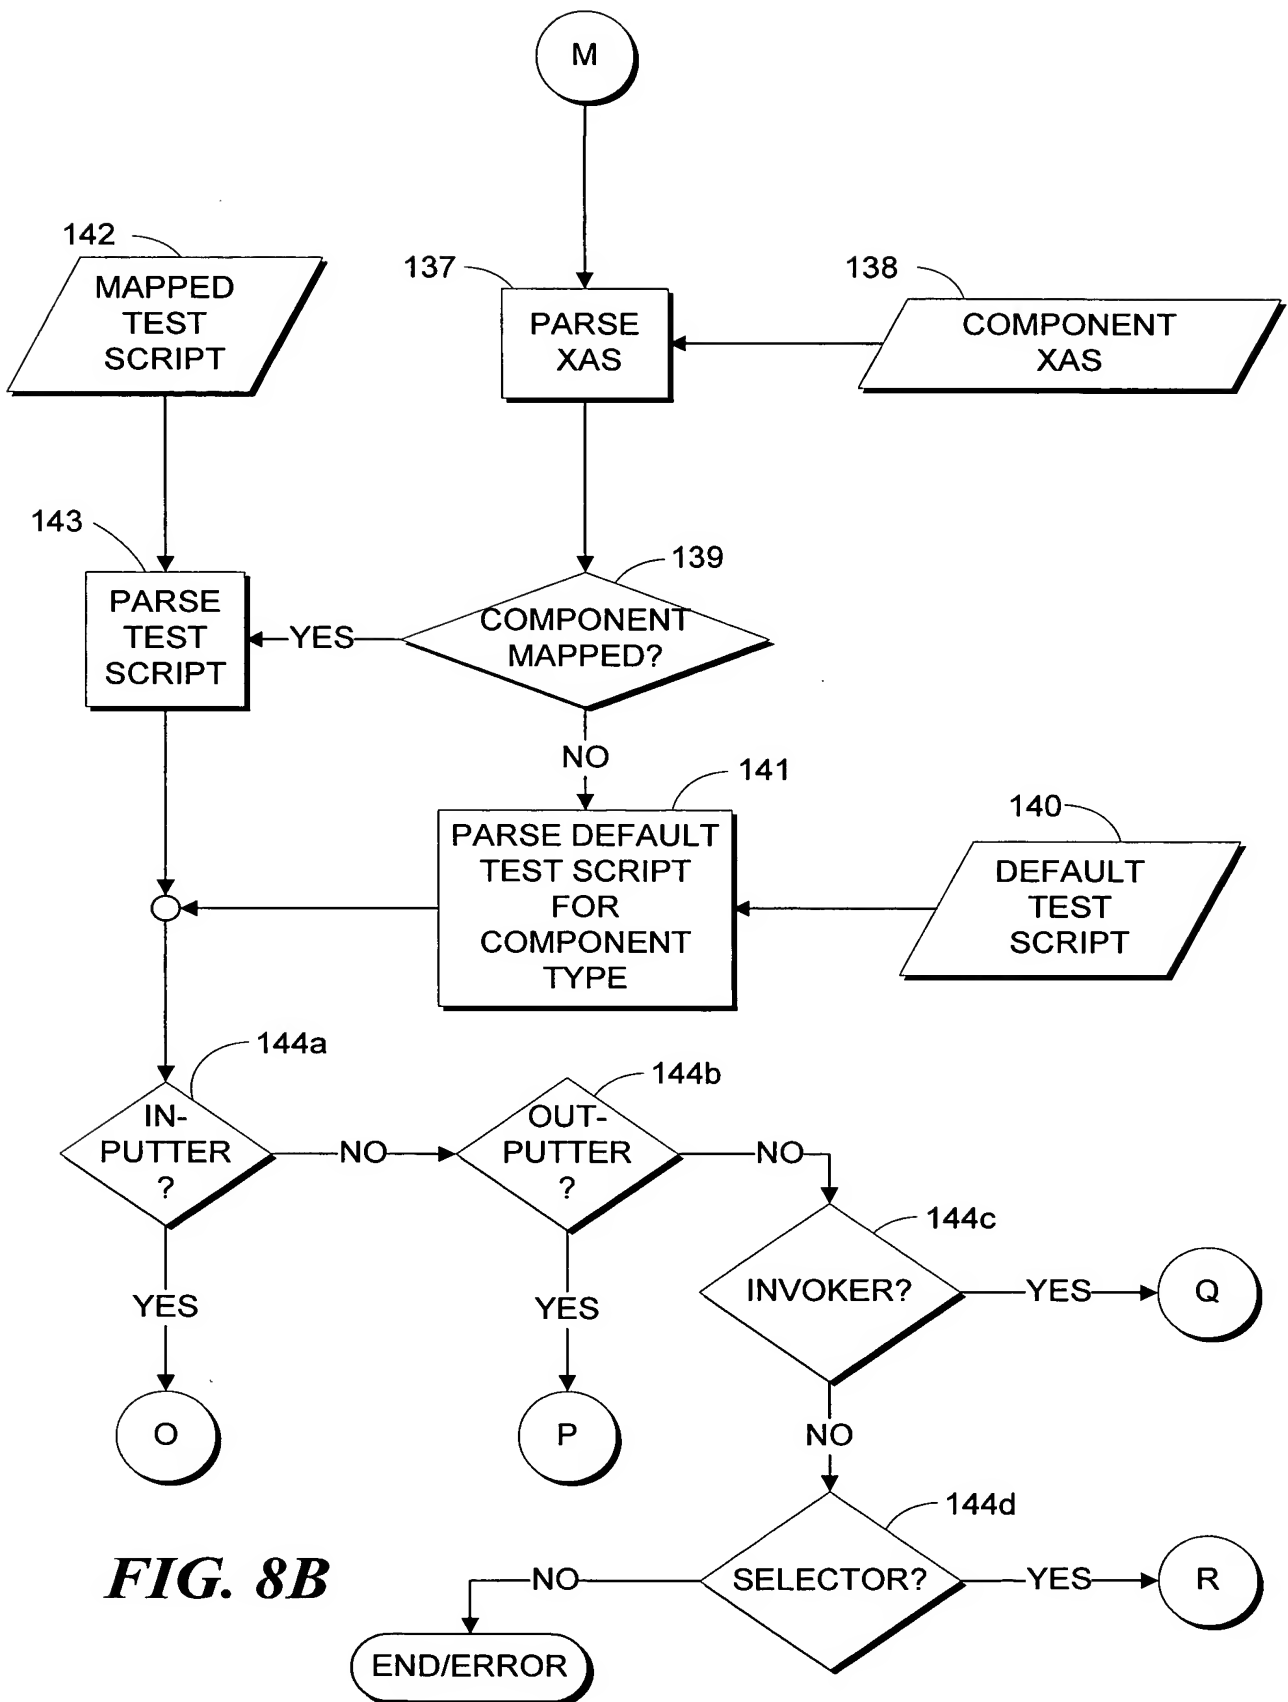 M
142
MAPPED
TEST
SCRIPT
137
PARSE
XAS
138
COMPONENT
XAS
143
PARSE
TEST
SCRIPT
YES
139
COMPONENT
MAPPED?
NO
141
PARSE DEFAULT
TEST SCRIPT
FOR
COMPONENT
TYPE
140
DEFAULT
TEST
SCRIPT
144a
IN-
PUTTER
?
NO
144b
OUT-
PUTTER
?
NO
YES
O
YES
P
144c
INVOKER?
YES
Q
NO
144d
SELECTOR?
YES
R
NO
END/ERROR
FIG. 8B